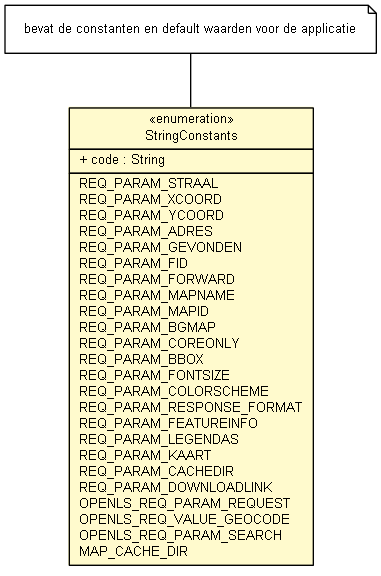 bevat de constanten en default waarden voor de applicatie
«enumeration»
StringConstants
+ code : String
REQ_PARAM_STRAAL
REQ_PARAM_XCOORD
REQ_PARAM_YCOORD
REQ_PARAM_ADRES
REQ_PARAM_GEVONDEN
REQ_PARAM_FID
REQ_PARAM_FORWARD
REQ_PARAM_MAPNAME
REQ_PARAM_MAPID
REQ_PARAM_BGMAP
REQ_PARAM_COREONLY
REQ_PARAM_BBOX
REQ_PARAM_FONTSIZE
REQ_PARAM_COLORSCHEME
REQ_PARAM_RESPONSE_FORMAT
REQ_PARAM_FEATUREINFO
REQ_PARAM_LEGENDAS
REQ_PARAM_KAART
REQ_PARAM_CACHEDIR
REQ_PARAM_DOWNLOADLINK
OPENLS_REQ_PARAM_REQUEST
OPENLS_REQ_VALUE_GEOCODE
OPENLS_REQ_PARAM_SEARCH
MAP_CACHE_DIR